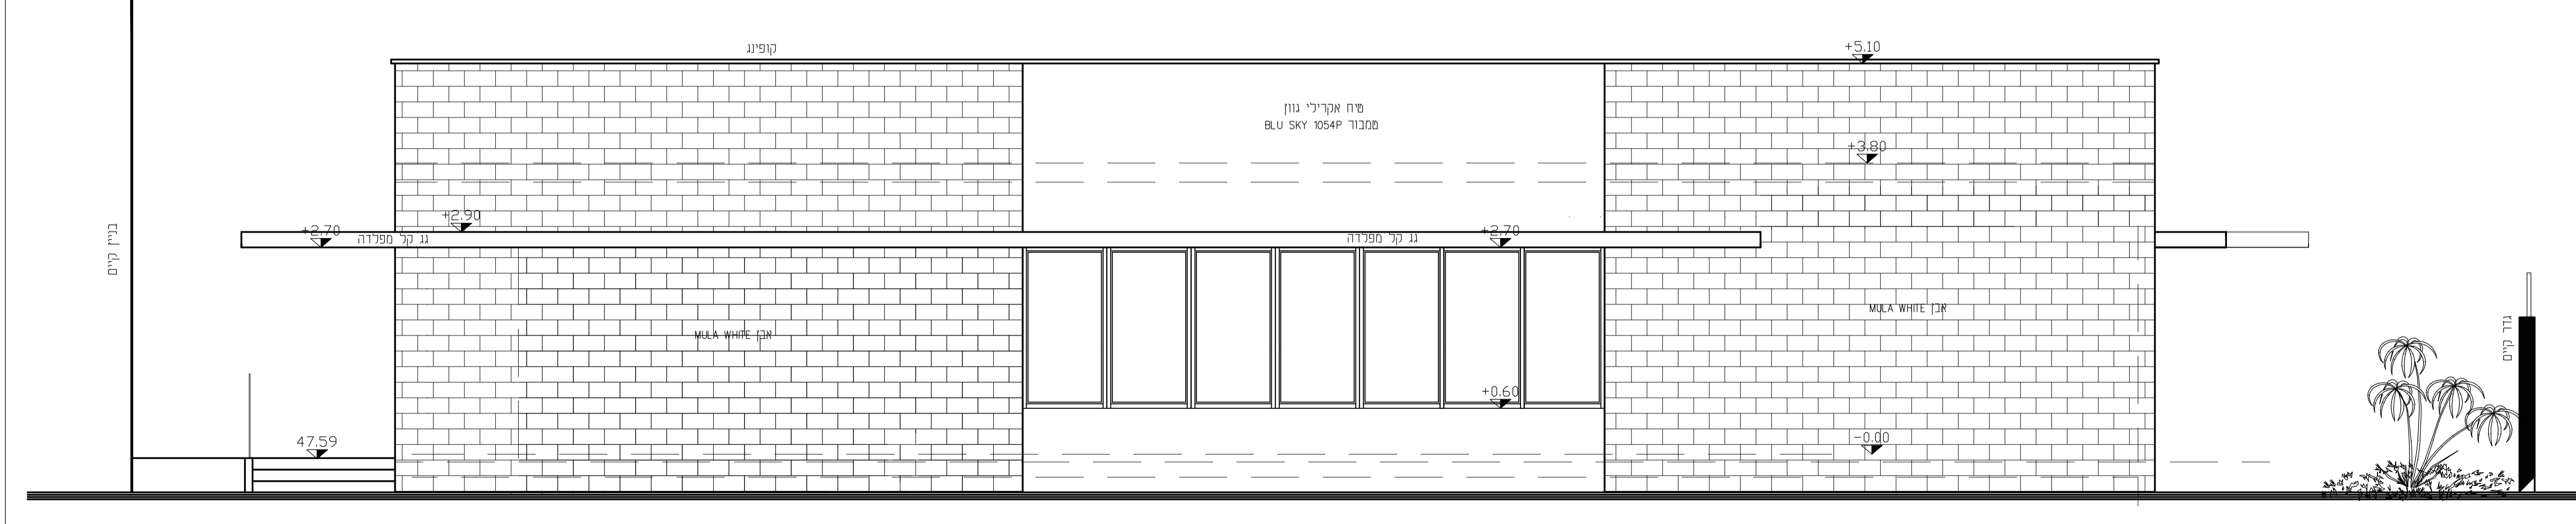 קופינג
+5.10
טיח אקרילי גוון
טמבור BLU SKY 1054P
+3.80
+2.90
+2.70
גג קל מפלדה
גג קל מפלדה
+2.70
בניין קיים
אבן MULA WHITE
אבן MULA WHITE
גדר קיים
+0.60
47.59
-0.00